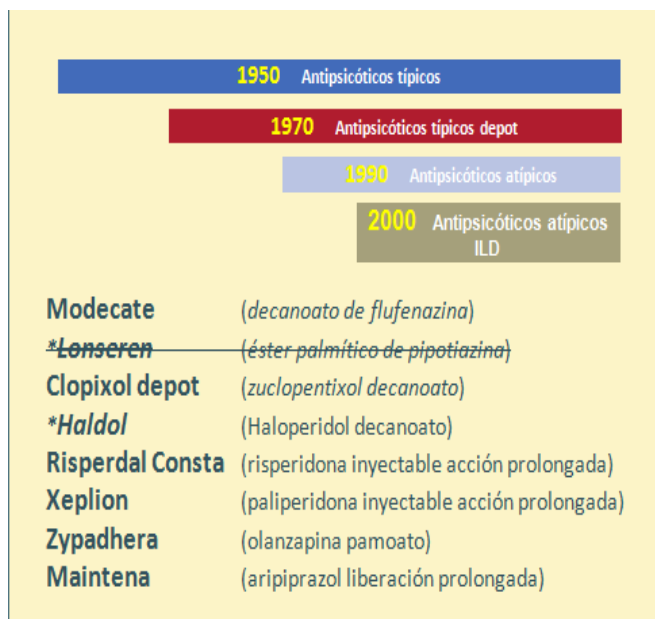 1950 Antipsicóticos típicos
1970 Antipsicóticos típicos depot
1990 Antipsicóticos atípicos
2000 Antipsicóticos atípicos
ILD
Modecate (decanoato de flufenazina)
*Lonseren (éster palmítico de pipotiazina)
Clopixol depot (zuclopentixol decanoato)
*Haldol (Haloperidol decanoato)
Risperdal Consta (risperidona inyectable acción prolongada)
Xeplion (paliperidona inyectable acción prolongada)
Zypadhera (olanzapina pamoato)
Maintena (aripiprazol liberación prolongada)